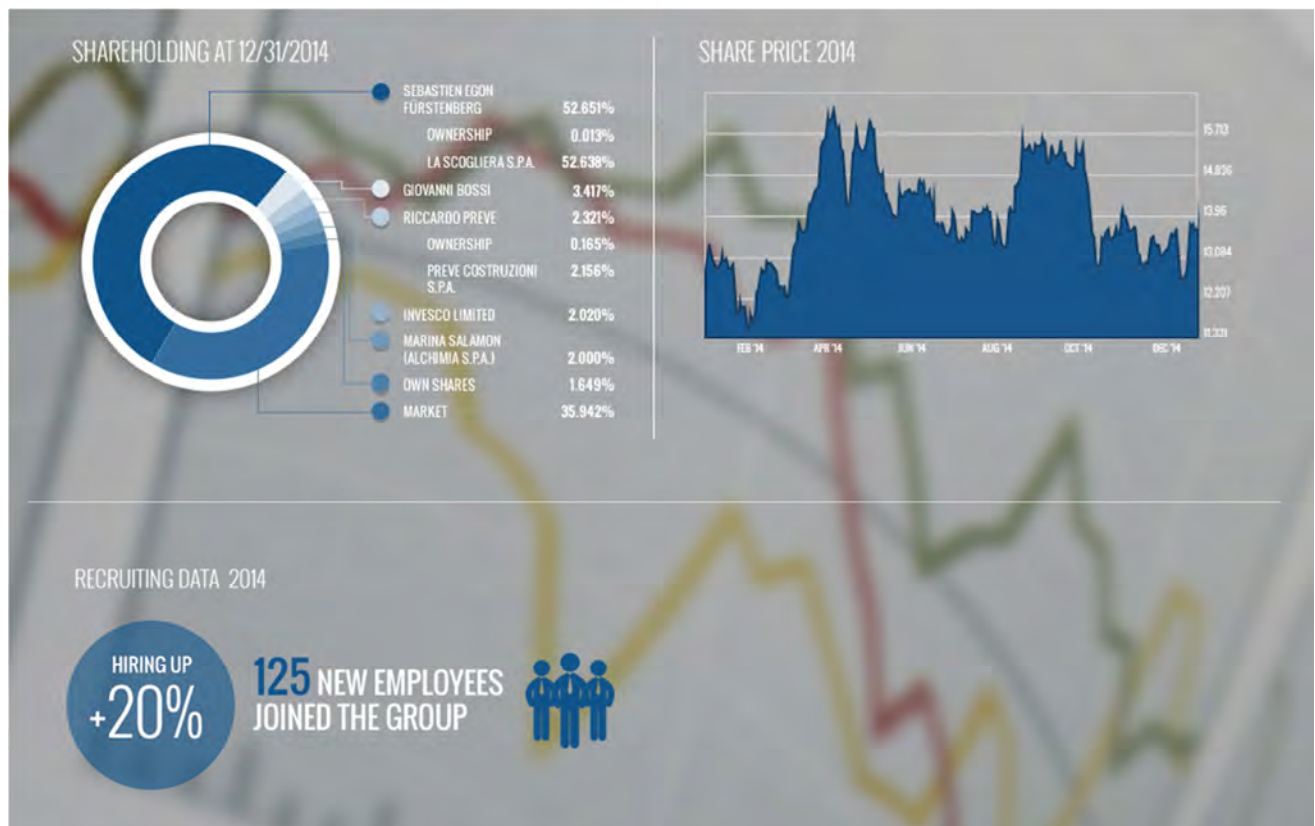 SHAREHOLDING AT 12/31/2014
SEBASTIEN EGON
FÜRSTENBERG 52.651%
OWNERSHIP 0.013%
LA SCOGLIERA S.P.A. 52.638%
GIOVANNI BOSSI 3.417%
RICCARDO PREVE 2.321%
OWNERSHIP 0.165%
PREVE COSTRUZIONI
S.P.A. 2.156%
INVESCO LIMITED 2.020%
MARINA SALAMON
(ALCHIMIA S.P.A.) 2.000%
OWN SHARES 1.649%
MARKET 35.942%
SHARE PRICE 2014
15.713
14.836
13.96
13.084
12.207
11.331
FEB '14 APR '14 JUN '14 AUG '14 OCT '14 DEC '14
RECRUITING DATA 2014
HIRING UP
+20%
125 NEW EMPLOYEES
JOINED THE GROUP